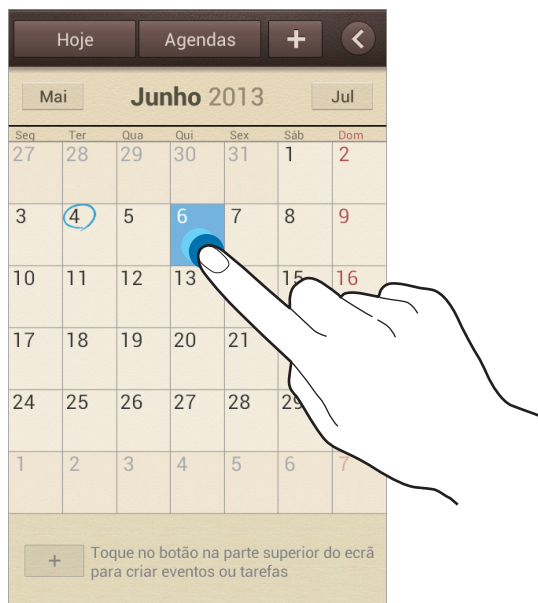 Hoje Agendas + <
Mai Junho 2013 Jul
Seg Ter Qua Qui Sex Sáb Dom
27 28 29 30 31 1 2
3 4 5 6 7 8 9
10 11 12 13 15 16
17 18 19 20 21
24 25 26 27 28 29
1 2 3 4 5 6 7
+ Toque no botão na parte superior do ecrã
para criar eventos ou tarefas